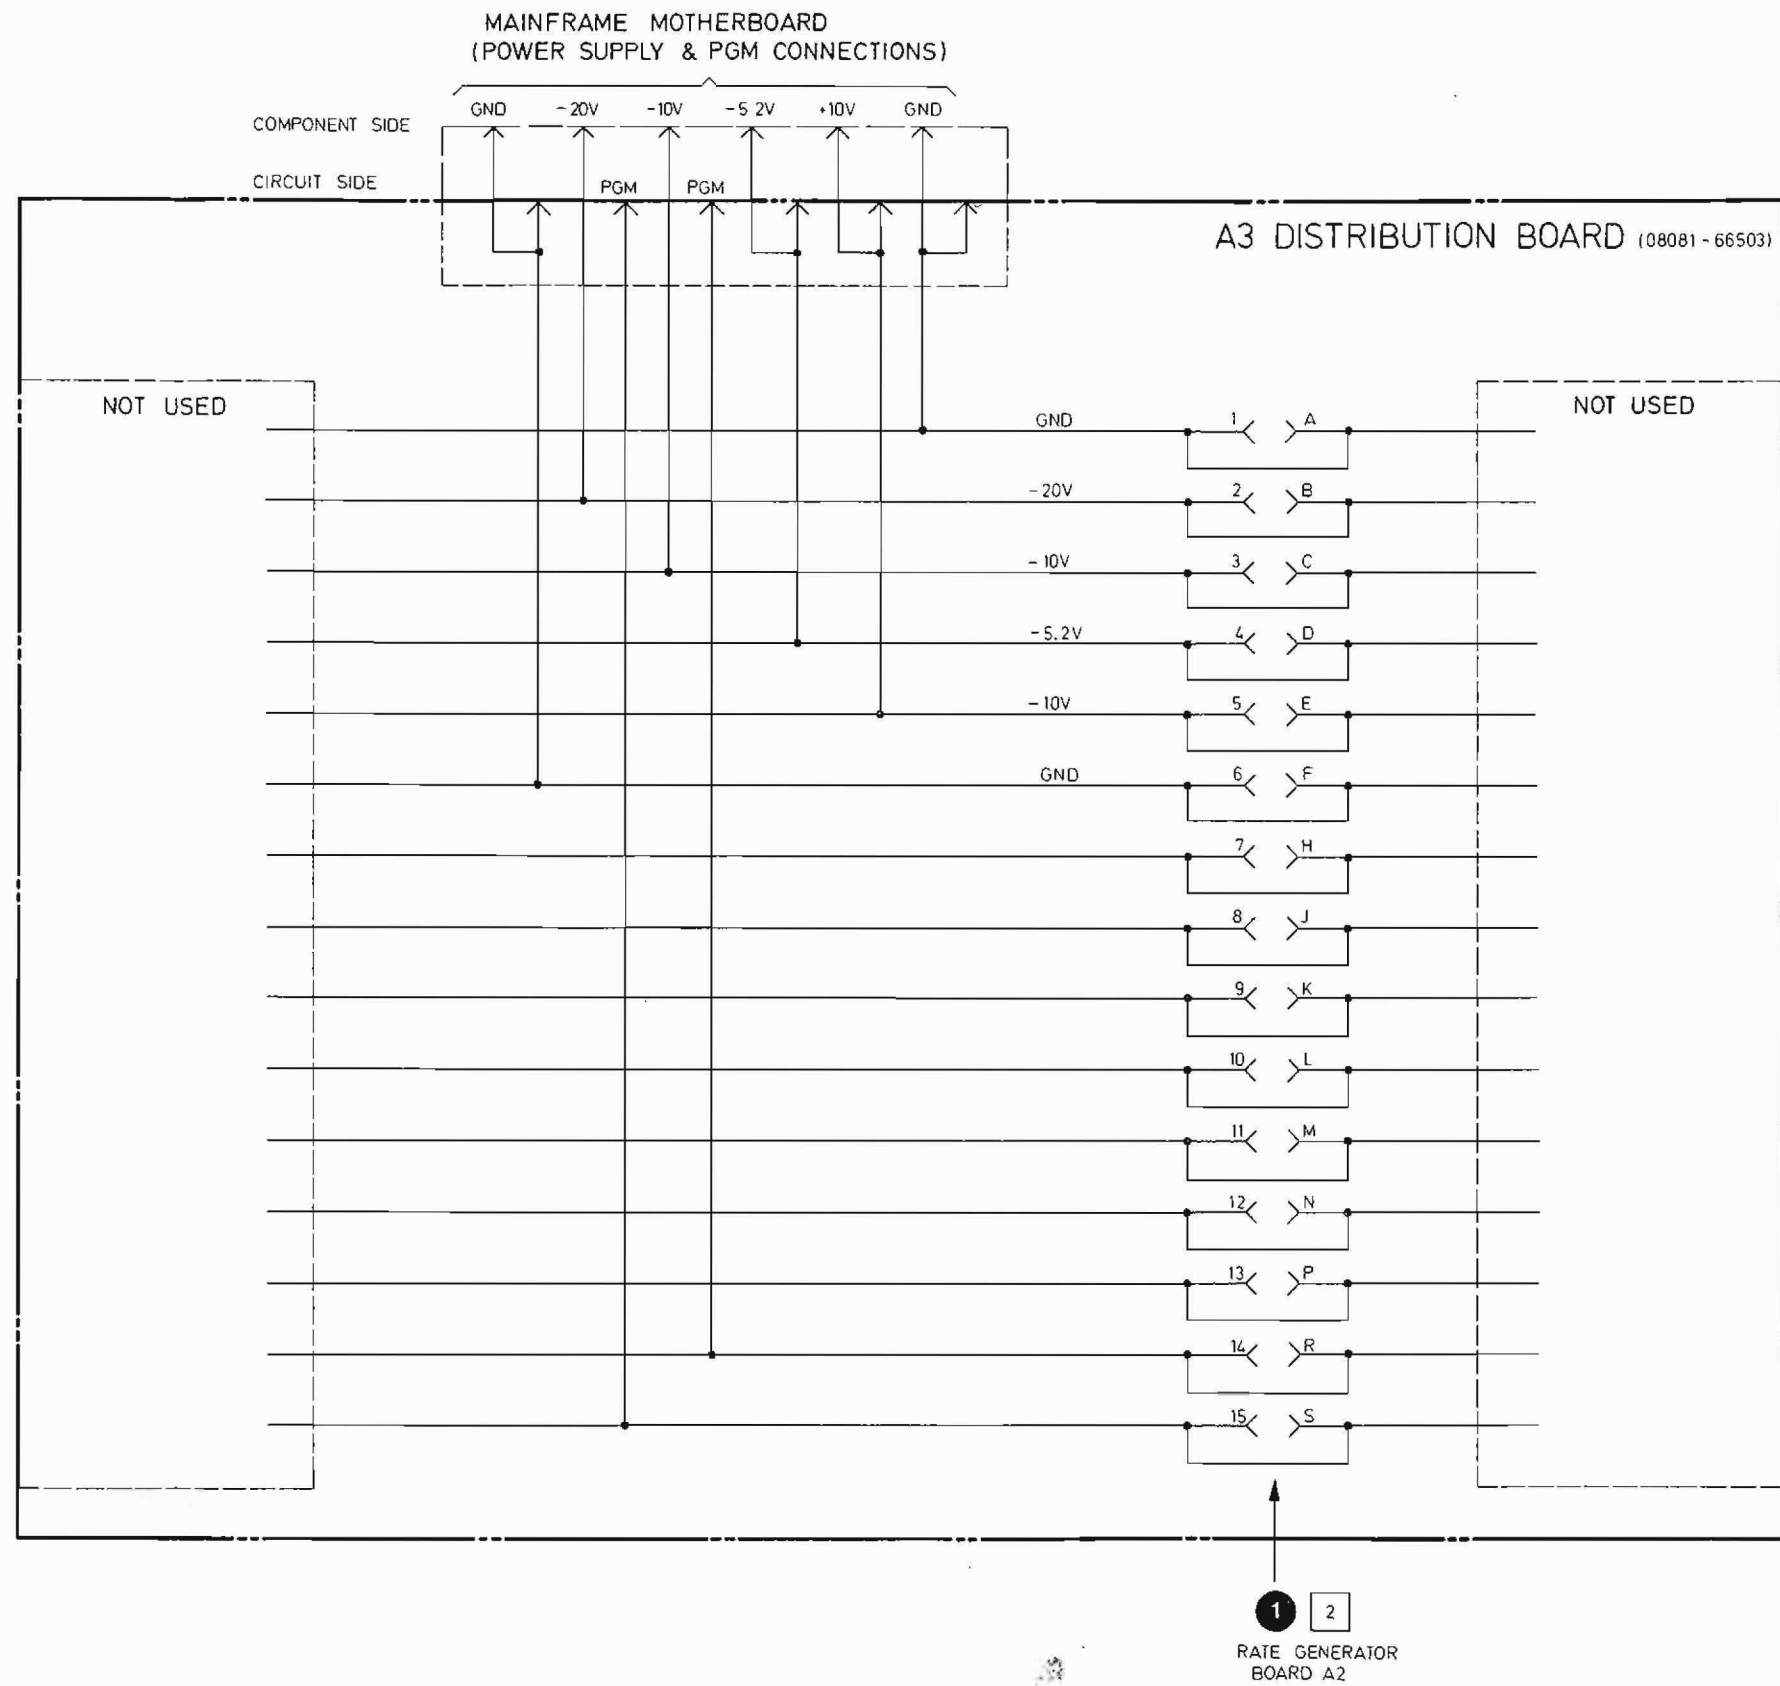 MAINFRAME MOTHERBOARD
(POWER SUPPLY & PGM CONNECTIONS)
GND -20V -10V -5 2V +10V GND
COMPONENT SIDE
CIRCUIT SIDE
PGM PGM
A3 DISTRIBUTION BOARD (08081-66503)
NOT USED
NOT USED
GND 1 A
-20V 2 B
-10V 3 C
-5.2V 4 D
-10V 5 E
GND 6 F
7 H
8 J
9 K
10 L
11 M
12 N
13 P
14 R
15 S
1 2
RATE GENERATOR
BOARD A2